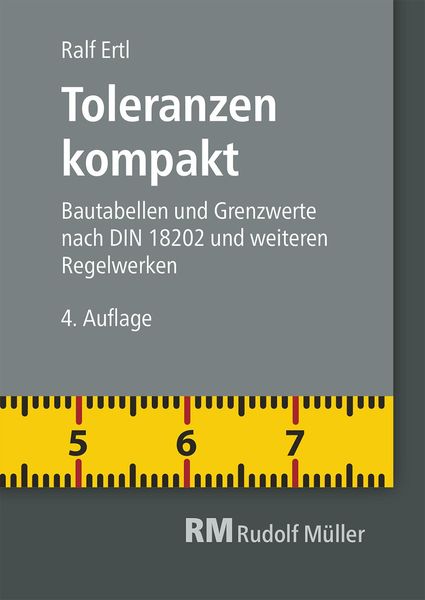 Ralf Ertl
Toleranzen
kompakt
Bautabellen und Grenzwerte
nach DIN 18202 und weiteren
Regelwerken
4. Auflage
5 6 7
RM Rudolf Müller